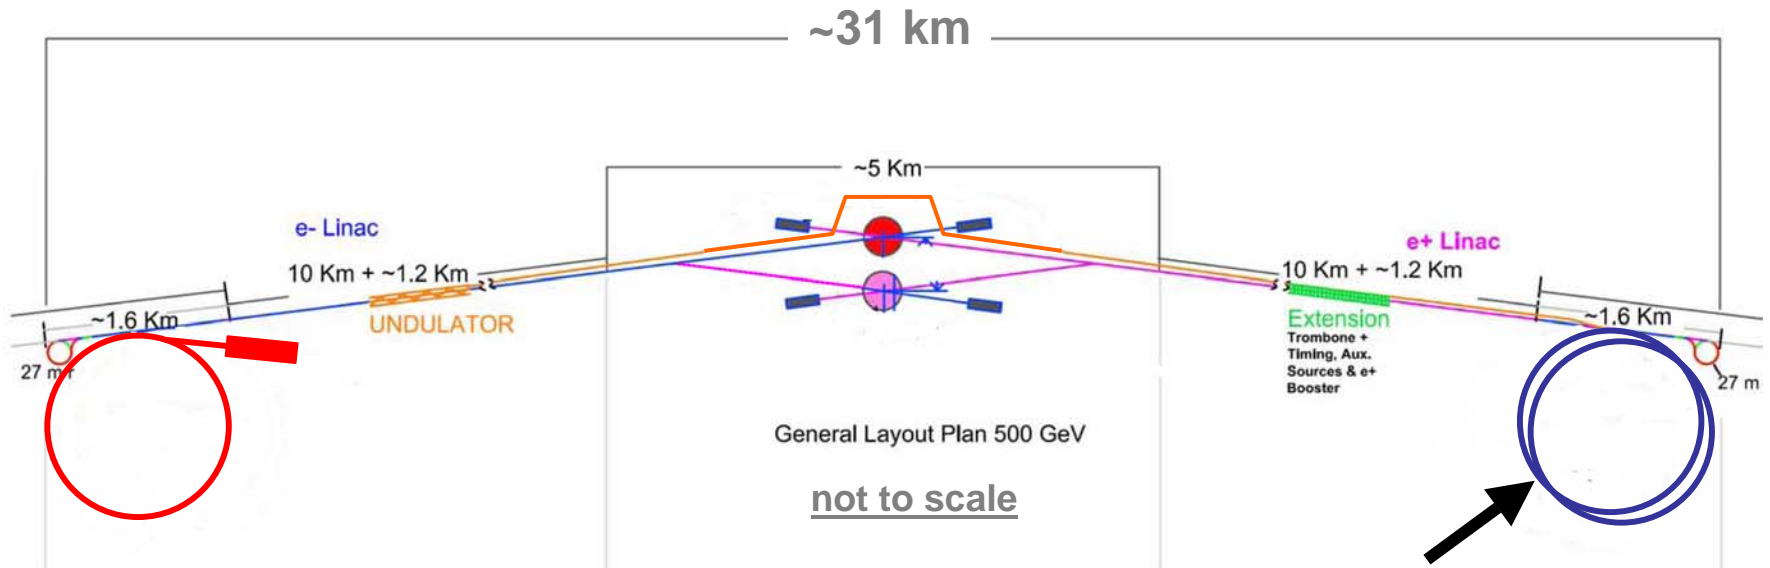 ~31 km
~5 Km
e- Linac
e+ Linac
10 Km + ~1.2 Km
10 Km + ~1.2 Km
~1.6 Km
UNDULATOR
Extension
Trombone +
Timing, Aux.
Sources & e+
Booster
~1.6 Km
27 m r
27 m
General Layout Plan 500 GeV
not to scale